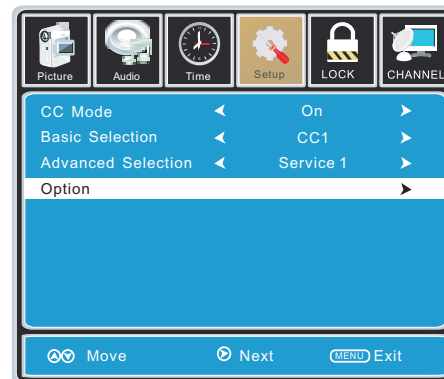 Picture Audio Time Setup LOCK CHANNEL
CC Mode On
Basic Selection CC1
Advanced Selection Service 1
Option
Move Next MENU Exit